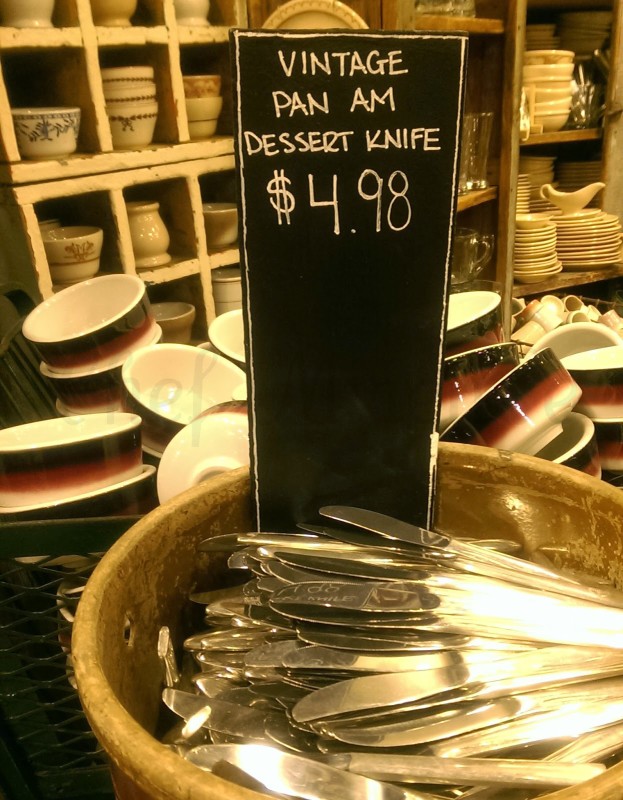 VINTAGE
PAN AM
DESSERT KNIFE
$4.98